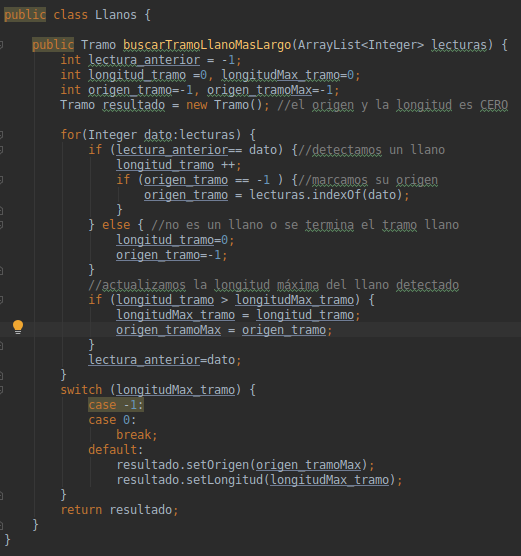 public class Llanos {
public Tramo buscarTramoLlanoMasLargo(ArrayList<Integer> lecturas) {
int lectura_anterior = -1;
int longitud_tramo =0, longitudMax_tramo=0;
int origen_tramo=-1, origen_tramoMax=-1;
Tramo resultado = new Tramo(); //el origen y la longitud es CERO
for(Integer dato:lecturas) {
if (lectura_anterior== dato) {//detectamos un llano
longitud_tramo ++;
if (origen_tramo == -1 ) {//marcamos su origen
origen_tramo = lecturas.indexOf(dato);
}
} else { //no es un llano o se termina el tramo llano
longitud_tramo=0;
origen_tramo=-1;
}
//actualizamos la longitud máxima del llano detectado
if (longitud_tramo > longitudMax_tramo) {
longitudMax_tramo = longitud_tramo;
origen_tramoMax = origen_tramo;
}
lectura_anterior=dato;
}
switch (longitudMax_tramo) {
case -1:
case 0:
break;
default:
resultado.setOrigen(origen_tramoMax);
resultado.setLongitud(longitudMax_tramo);
}
return resultado;
}
}